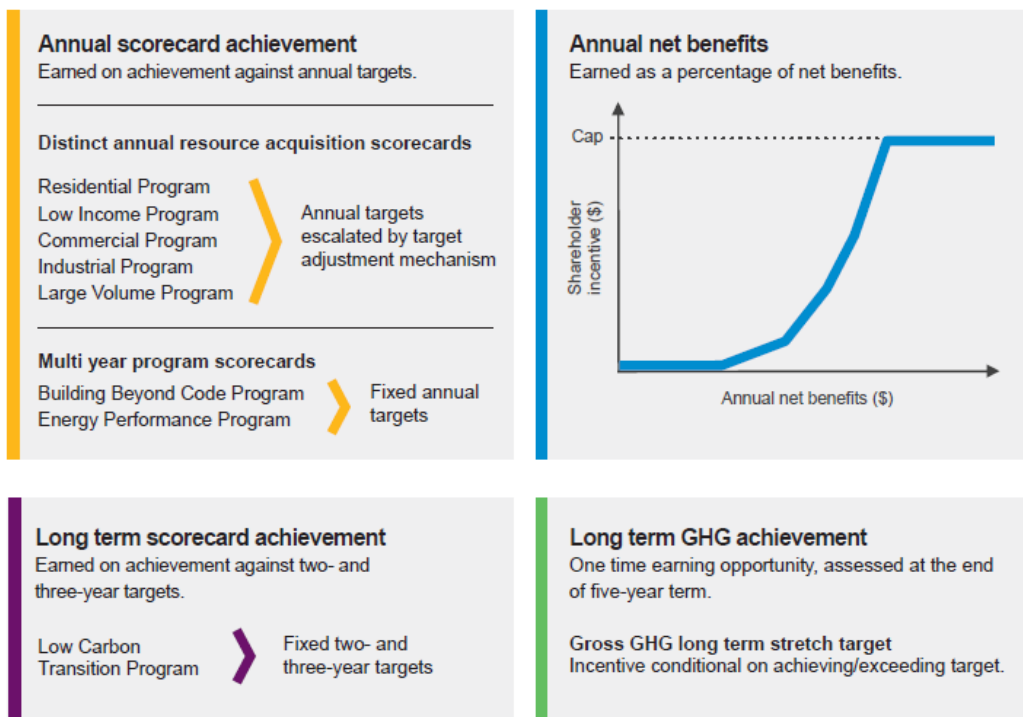 Annual scorecard achievement
Earned on achievement against annual targets.
Distinct annual resource acquisition scorecards
Residential Program
Low Income Program
Commercial Program
Industrial Program
Large Volume Program
Annual targets
escalated by target
adjustment mechanism
Multi year program scorecards
Building Beyond Code Program
Energy Performance Program
Fixed annual
targets
Annual net benefits
Earned as a percentage of net benefits.
Cap
Shareholder
incentive ($)
Annual net benefits ($)
Long term scorecard achievement
Earned on achievement against two- and
three-year targets.
Low Carbon
Transition Program
Fixed two- and
three-year targets
Long term GHG achievement
One time earning opportunity, assessed at the end
of five-year term.
Gross GHG long term stretch target
Incentive conditional on achieving/exceeding target.